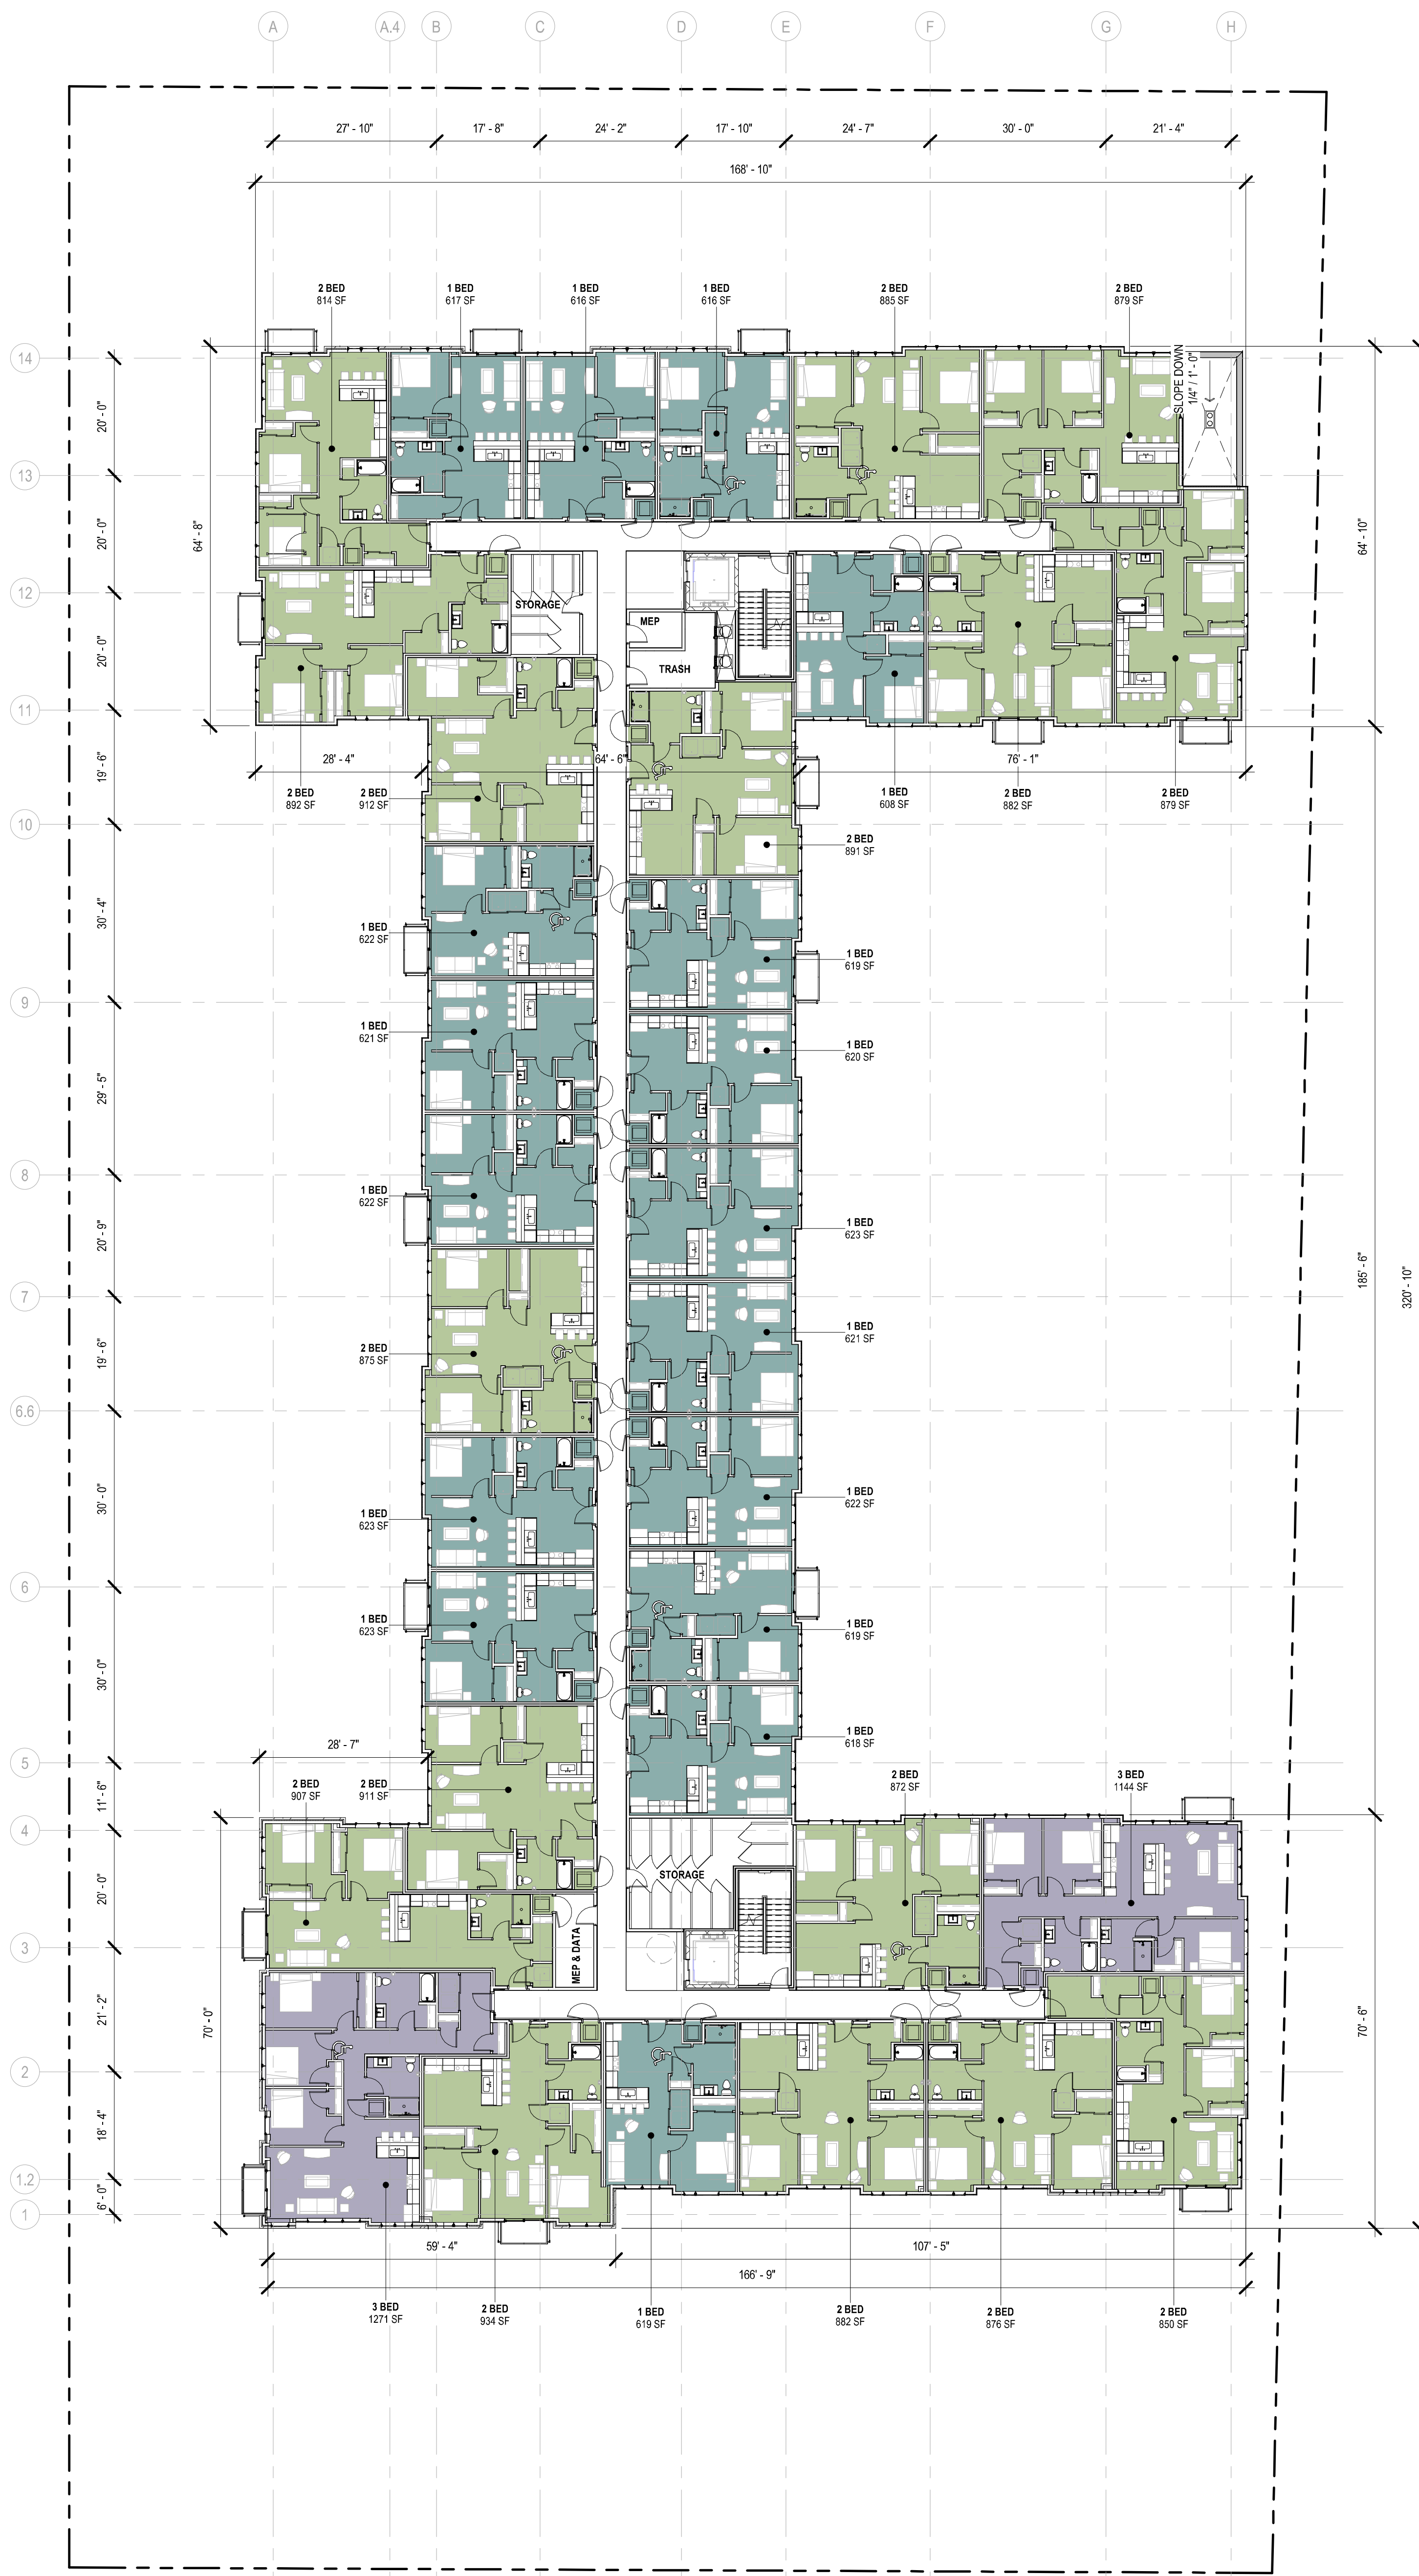 A
A.4
B
C
D
E
F
G
H
27' - 10"
17' - 8"
24' - 2"
17' - 10"
24' - 7"
30' - 0"
21' - 4"
168' - 10"
2 BED
814 SF
1 BED
617 SF
1 BED
616 SF
1 BED
616 SF
2 BED
885 SF
2 BED
879 SF
14
SLOPE DOWN
1/4" / 1' - 0"
20' - 0"
13
64' - 8"
20' - 0"
64' - 10"
12
STORAGE
MEP
20' - 0"
TRASH
11
19' - 6"
28' - 4"
64' - 6"
76' - 1"
2 BED
892 SF
2 BED
912 SF
1 BED
608 SF
2 BED
882 SF
2 BED
879 SF
10
2 BED
891 SF
30' - 4"
1 BED
622 SF
1 BED
619 SF
9
1 BED
621 SF
1 BED
620 SF
29' - 5"
8
1 BED
622 SF
1 BED
623 SF
20' - 9"
185' - 6"
320' - 10"
7
1 BED
621 SF
19' - 6"
2 BED
875 SF
6.6
30' - 0"
1 BED
622 SF
1 BED
623 SF
6
1 BED
623 SF
1 BED
619 SF
30' - 0"
1 BED
618 SF
28' - 7"
5
11' - 6"
2 BED
907 SF
2 BED
911 SF
2 BED
872 SF
3 BED
1144 SF
4
20' - 0"
STORAGE
3
MEP & DATA
21' - 2"
70' - 0"
70' - 6"
2
18' - 4"
1.2
6' - 0"
1
59' - 4"
107' - 5"
166' - 9"
3 BED
1271 SF
2 BED
934 SF
1 BED
619 SF
2 BED
882 SF
2 BED
876 SF
2 BED
850 SF